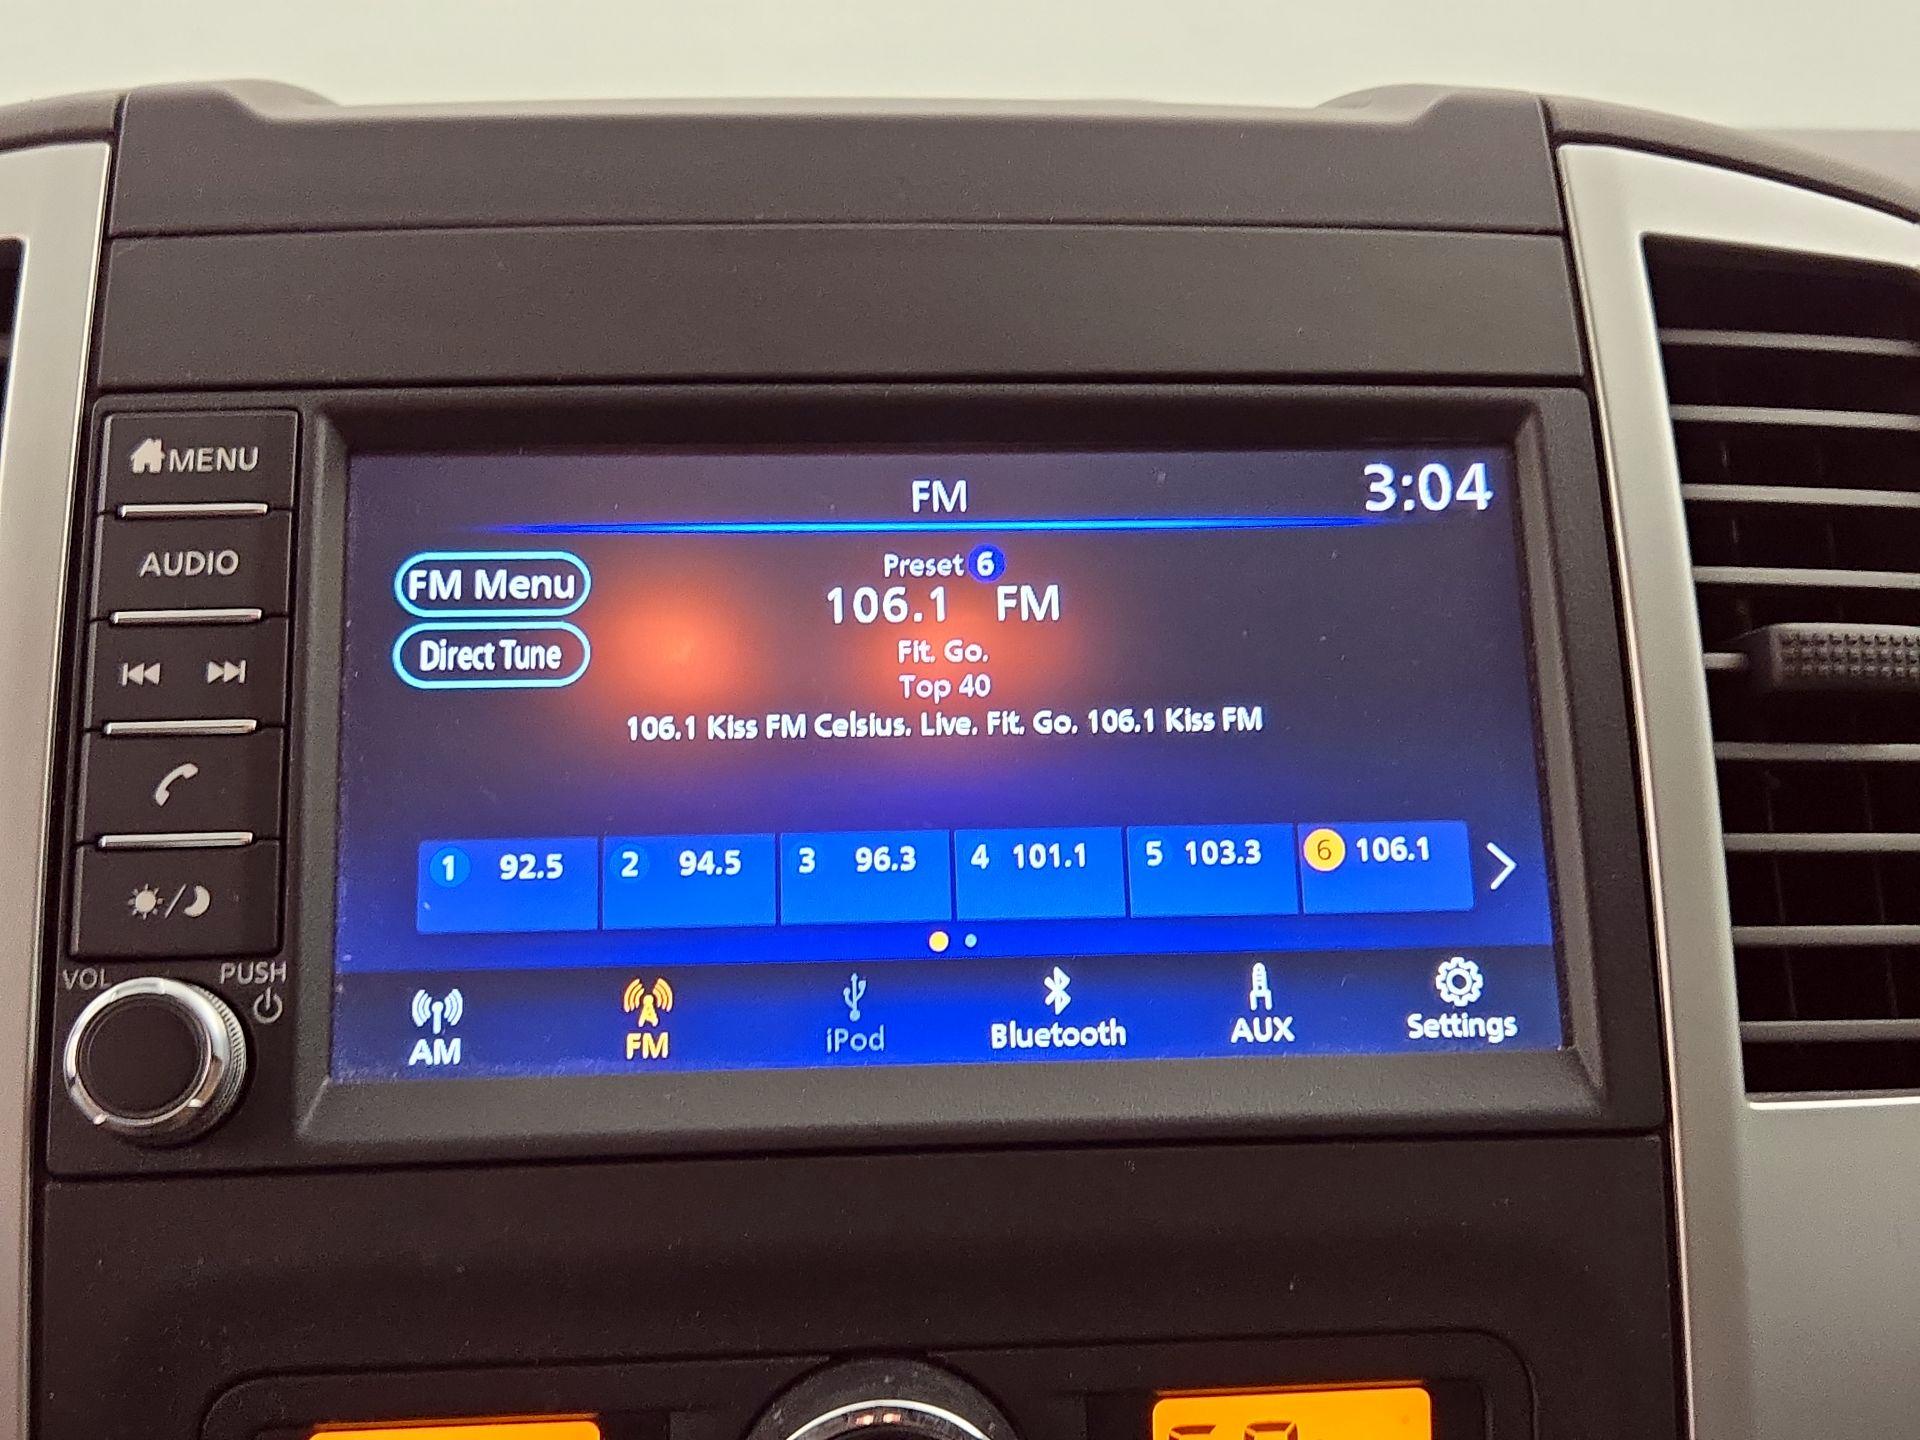 MENU
AUDIO
VOL
PUSH
FM
3:04
FM Menu
Direct Tune
Preset 6
106.1 FM
Fit. Go.
Top 40
106.1 Kiss FM Celsius. Live. Fit. Go. 106.1 Kiss FM
1 92.5
2 94.5
3 96.3
4 101.1
5 103.3
6 106.1
AM
FM
iPod
Bluetooth
AUX
Settings